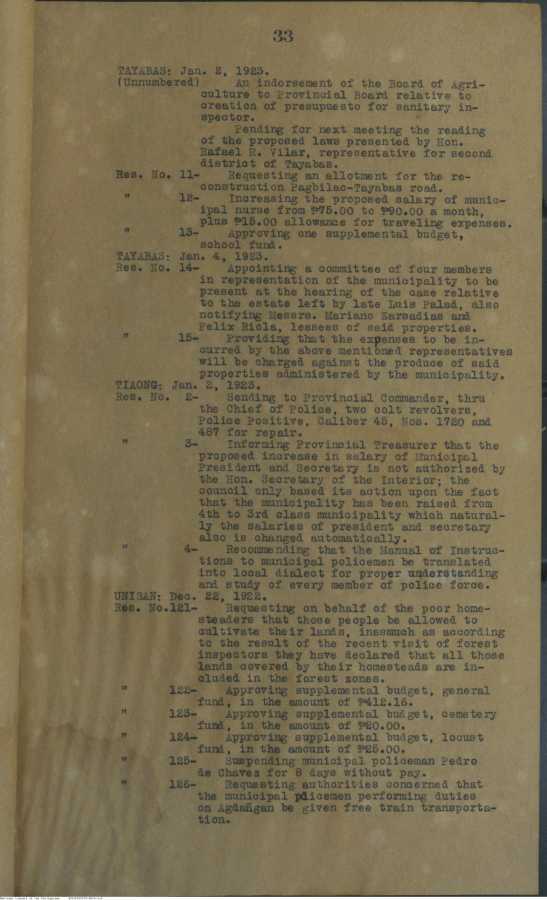 33
TAYABAS: Jan. 2, 1923.
(Unnumbered) An indorsement of the Board of Agri-
culture to Provincial Board relative to
creation of presupuesto for sanitary in-
spector.
Pending for next meeting the reading
of the proposed laws presented by Hon.
Rafael R. Vilar, representative for second
district of Tayabas.
Res. No. 11- Requesting an allotment for the re-
construction Pagbilao-Tayabas road.
" 12- Increasing the proposed salary of munic-
ipal nurse from ₱75.00 to ₱90.00 a month,
plus ₱15.00 allowance for traveling expenses.
" 13- Approving one supplemental budget,
school fund.
TAYABAS: Jan. 4, 1923.
Res. No. 14- Appointing a committee of four members
in representation of the municipality to be
present at the hearing of the case relative
to the estate left by late Luis Palad, also
notifying Messrs. Mariano Zarsadias and
Felix Riola, lessees of said properties.
" 15- Providing that the expenses to be in-
curred by the above mentioned representatives
will be charged against the produce of said
properties administered by the municipality.
TIAONG: Jan. 2, 1923.
Res. No. 2- Sending to Provincial Commander, thru
the Chief of Police, two colt revolvers,
Police Positive, Caliber 45, Nos. 1720 and
487 for repair.
" 3- Informing Provincial Treasurer that the
proposed increase in salary of Municipal
President and Secretary is not authorized by
the Hon. Secretary of the Interior; the
council only based its action upon the fact
that the municipality has been raised from
4th to 3rd class municipality which natural-
ly the salaries of president and secretary
also is changed automatically.
" 4- Recommending that the Manual of Instruc-
tions to municipal policemen be translated
into local dialect for proper understanding
and study of every member of police force.
UNISAN: Dec. 22, 1922.
Res. No.121- Requesting on behalf of the poor home-
steaders that those people be allowed to
cultivate their lands, inasmuch as according
to the result of the recent visit of forest
inspectors they have declared that all those
lands covered by their homesteads are in-
cluded in the forest zones.
" 122- Approving supplemental budget, general
fund, in the amount of ₱412.16.
" 123- Approving supplemental budget, cemetery
fund, in the amount of ₱20.00.
" 124- Approving supplemental budget, locust
fund, in the amount of ₱25.00.
" 125- Suspending municipal policeman Pedro
de Chavez for 8 days without pay.
" 126- Requesting authorities concerned that
the municipal plicemen performing duties
on Agdañgan be given free train transporta-
tion.